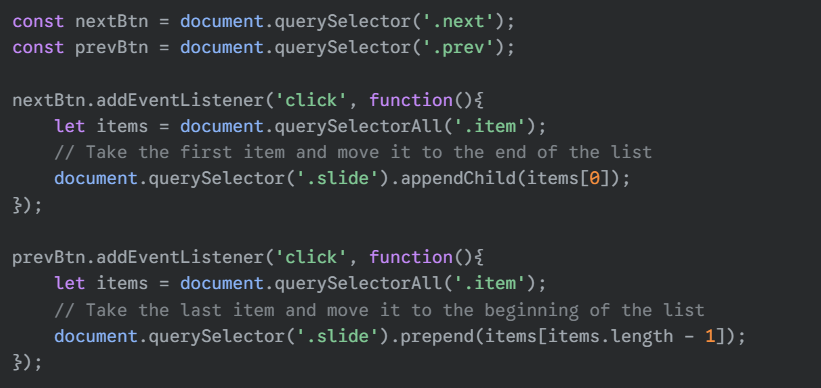 const nextBtn = document.querySelector('.next');
const prevBtn = document.querySelector('.prev');

nextBtn.addEventListener('click', function(){
    let items = document.querySelectorAll('.item');
    // Take the first item and move it to the end of the list
    document.querySelector('.slide').appendChild(items[0]);
});

prevBtn.addEventListener('click', function(){
    let items = document.querySelectorAll('.item');
    // Take the last item and move it to the beginning of the list
    document.querySelector('.slide').prepend(items[items.length - 1]);
});